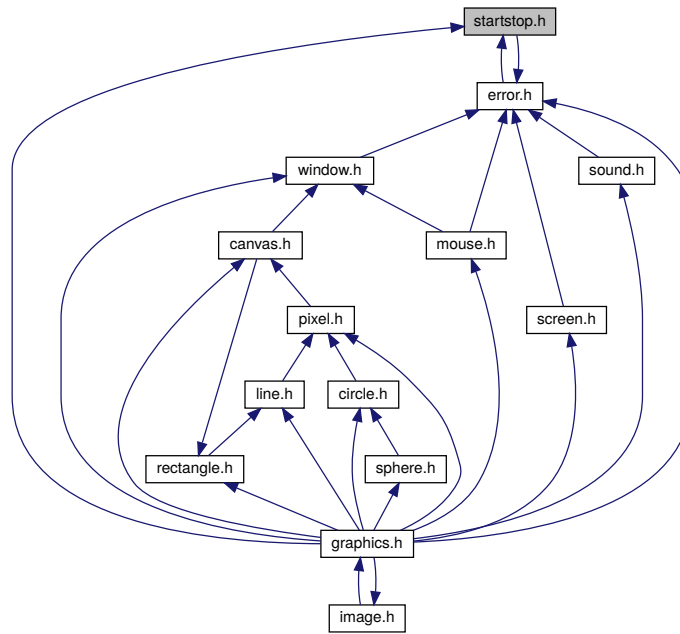 startstop.h
error.h
window.h
sound.h
canvas.h
mouse.h
pixel.h
screen.h
line.h
circle.h
rectangle.h
sphere.h
graphics.h
image.h